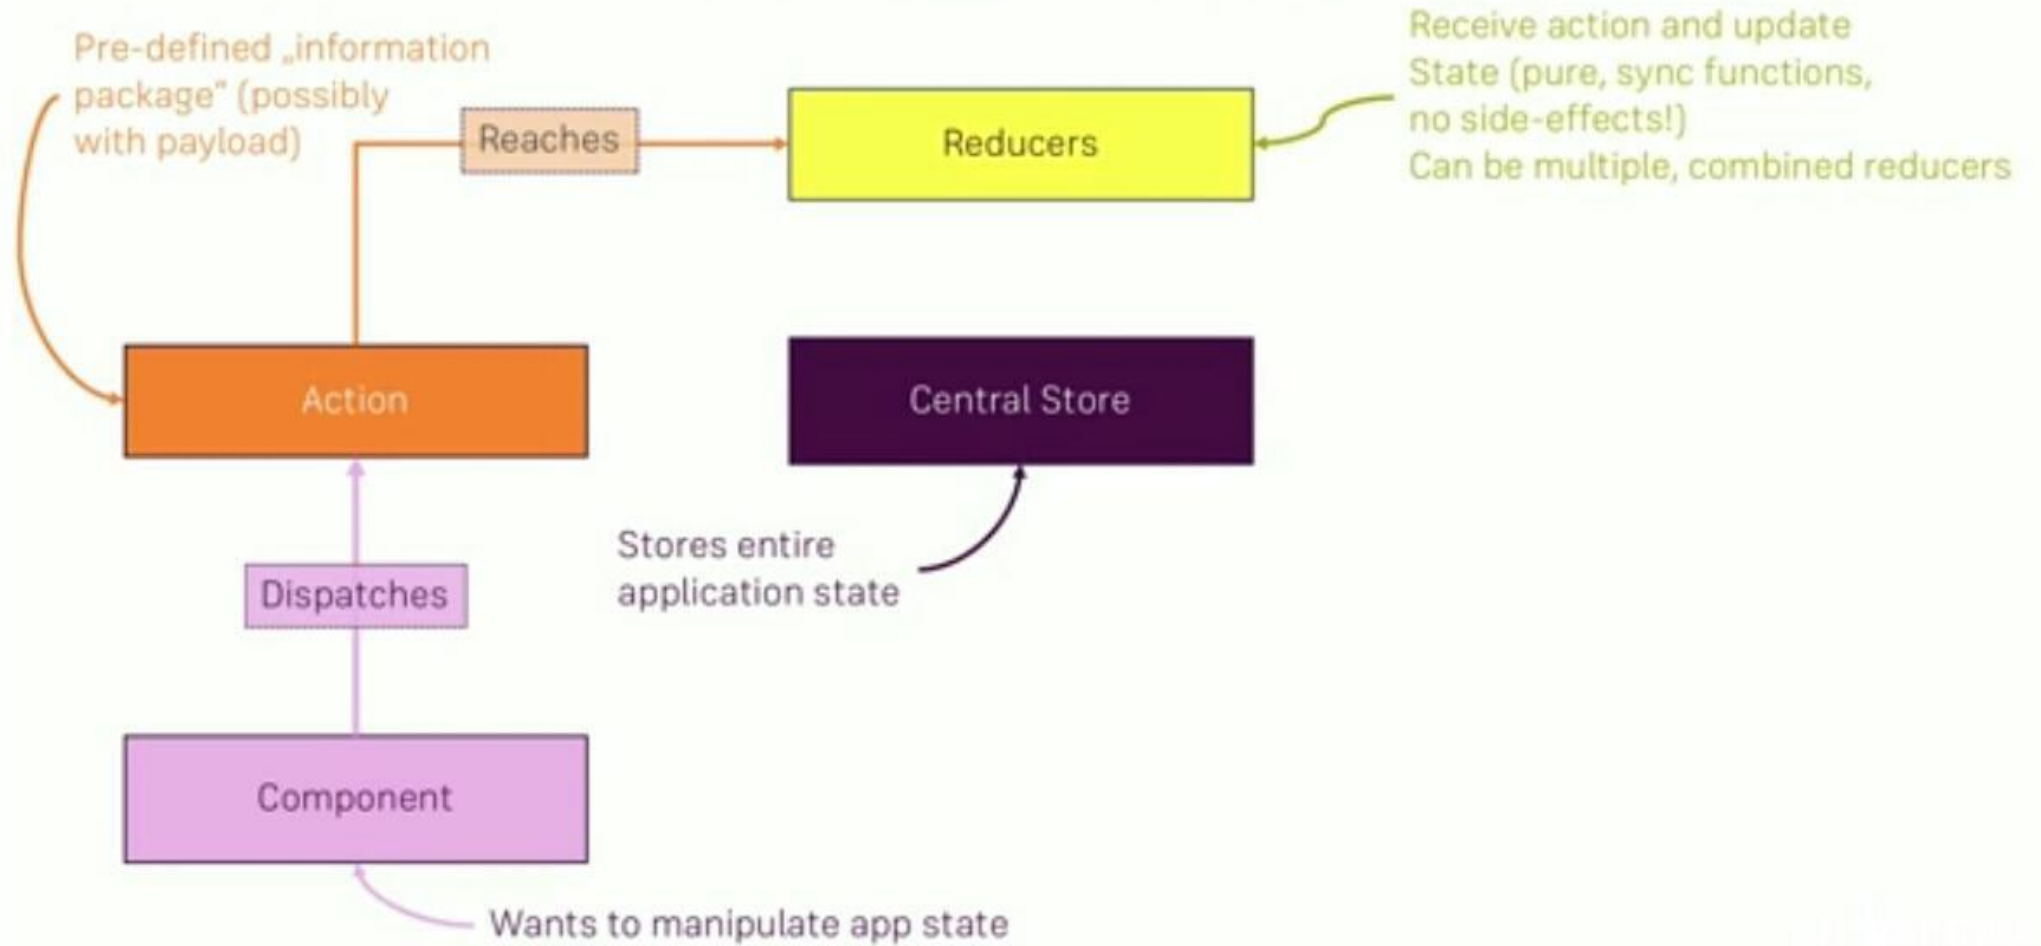 Pre-defined „information
package“ (possibly
with payload)
Reaches
Reducers
Receive action and update
State (pure, sync functions,
no side-effects!)
Can be multiple, combined reducers
Action
Central Store
Stores entire
application state
Dispatches
Component
Wants to manipulate app state